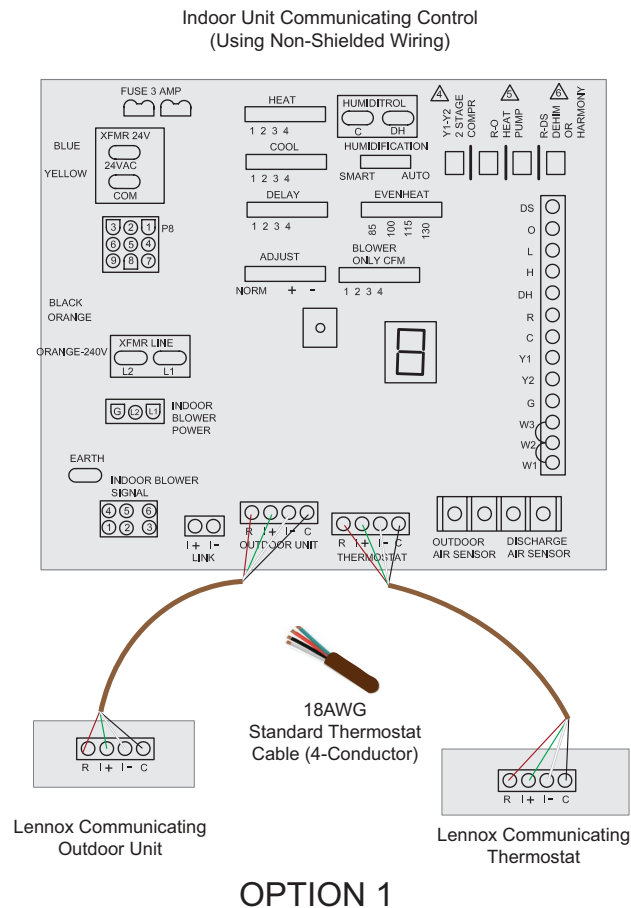 Indoor Unit Communicating Control
(Using Non-Shielded Wiring)
FUSE 3 AMP
HEAT
1 2 3 4
HUMIDITROL
C DH
4
Y1-Y2
2 STAGE
COMPR
5
R-O
HEAT
PUMP
6
R-DS
DEHIM
OR
HARMONY
BLUE
XFMR 24V
24VAC
YELLOW
COM
COOL
1 2 3 4
HUMIDIFICATION
SMART AUTO
3 2 1
6 5 4
9 8 7
P8
DELAY
1 2 3 4
EVENHEAT
85 100 115 130
ADJUST
NORM + -
BLOWER
ONLY CFM
1 2 3 4
DS
O
L
H
DH
R
C
Y1
Y2
G
W3
W2
W1
BLACK
ORANGE
ORANGE-240V
XFMR LINE
L2 L1
8
G L2 L1
INDOOR
BLOWER
POWER
EARTH
INDOOR BLOWER
SIGNAL
4 5 6
1 2 3
I + I -
LINK
R I + I - C
OUTDOOR UNIT
R I + I - C
THERMOSTAT
OUTDOOR
AIR SENSOR
DISCHARGE
AIR SENSOR
18AWG
Standard Thermostat
Cable (4-Conductor)
R I + I - C
Lennox Communicating
Outdoor Unit
R I + I - C
Lennox Communicating
Thermostat
OPTION 1